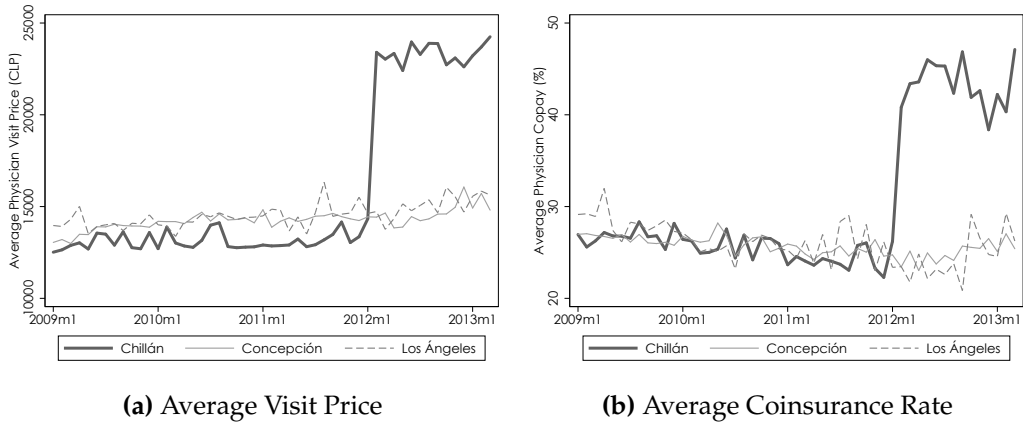 Average Physician Visit Price (CLP)
25000
20000
15000
10000
2009m1 2010m1 2011m1 2012m1 2013m1
Chillán Concepción Los Ángeles
(a) Average Visit Price
Average Physician Copay (%)
50
40
30
20
2009m1 2010m1 2011m1 2012m1 2013m1
Chillán Concepción Los Ángeles
(b) Average Coinsurance Rate